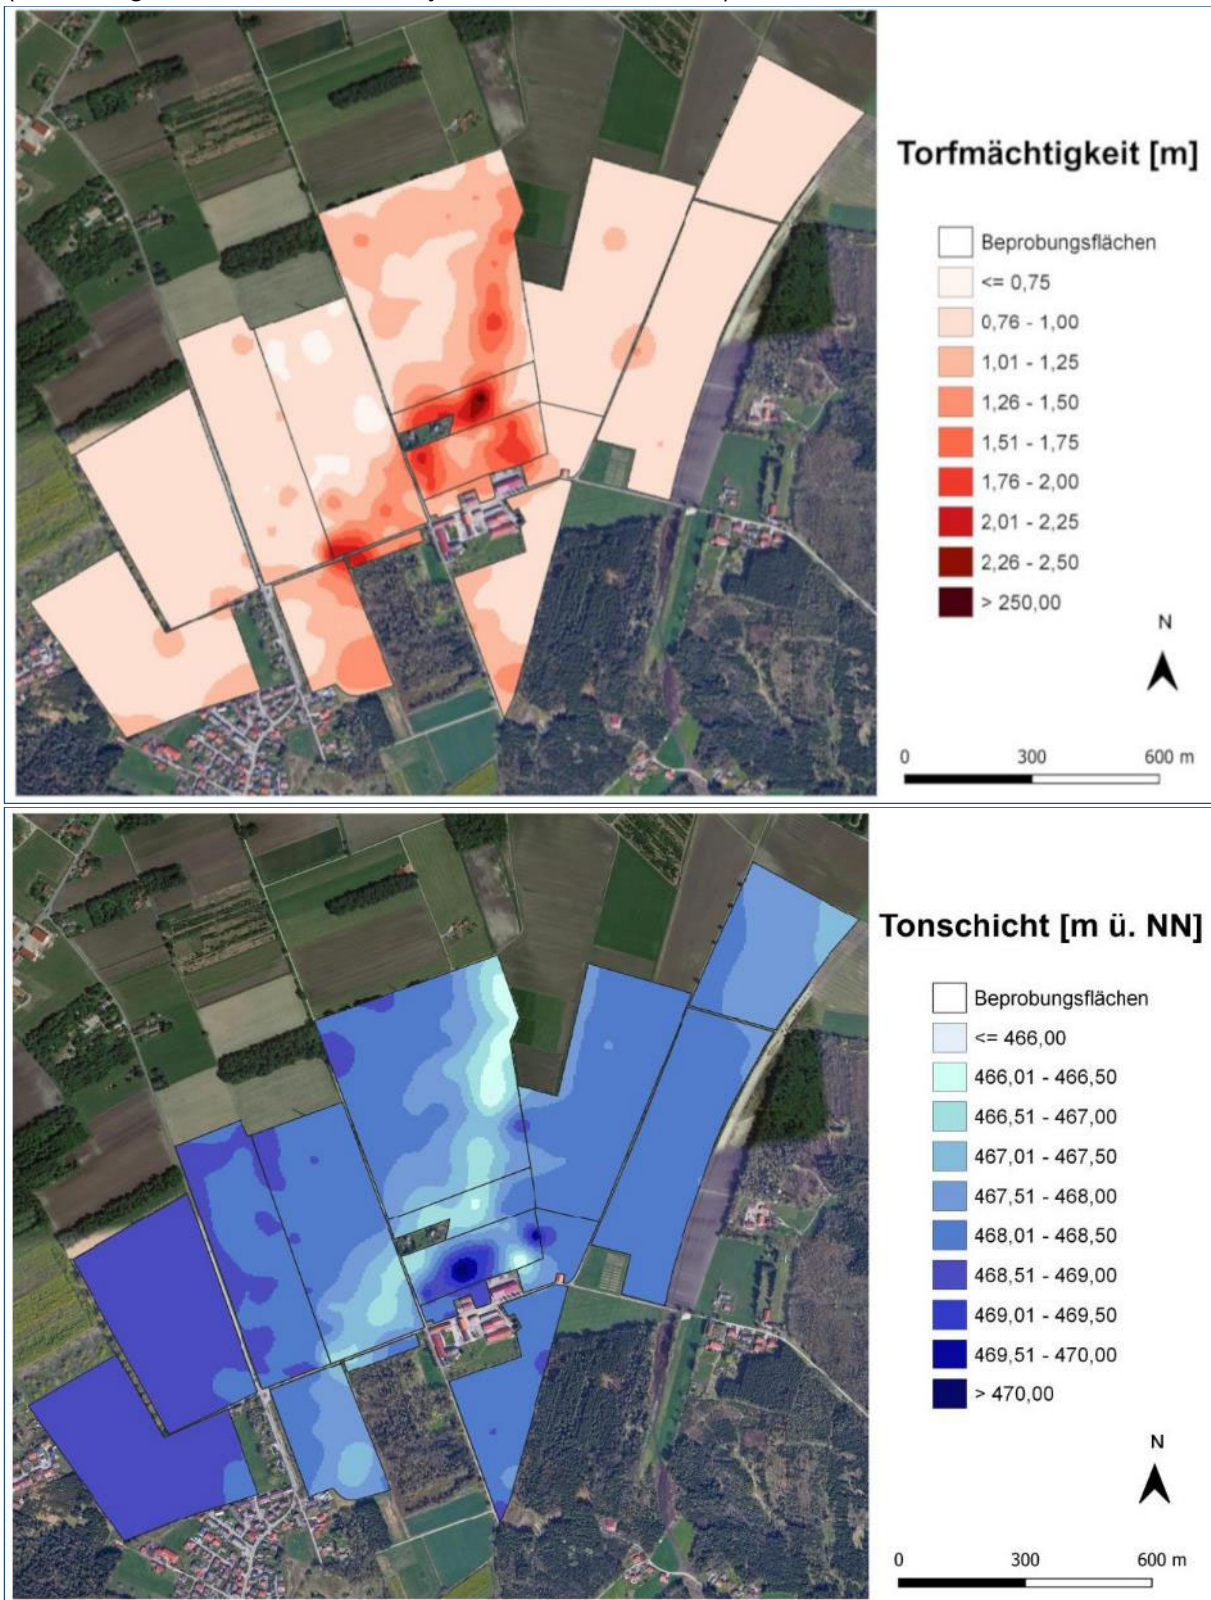 Torfmächtigkeit [m]
Beprobungsflächen
<= 0,75
0,76 - 1,00
1,01 - 1,25
1,26 - 1,50
1,51 - 1,75
1,76 - 2,00
2,01 - 2,25
2,26 - 2,50
> 250,00
N
0 300 600 m
Tonschicht [m ü. NN]
Beprobungsflächen
<= 466,00
466,01 - 466,50
466,51 - 467,00
467,01 - 467,50
467,51 - 468,00
468,01 - 468,50
468,51 - 469,00
469,01 - 469,50
469,51 - 470,00
> 470,00
N
0 300 600 m